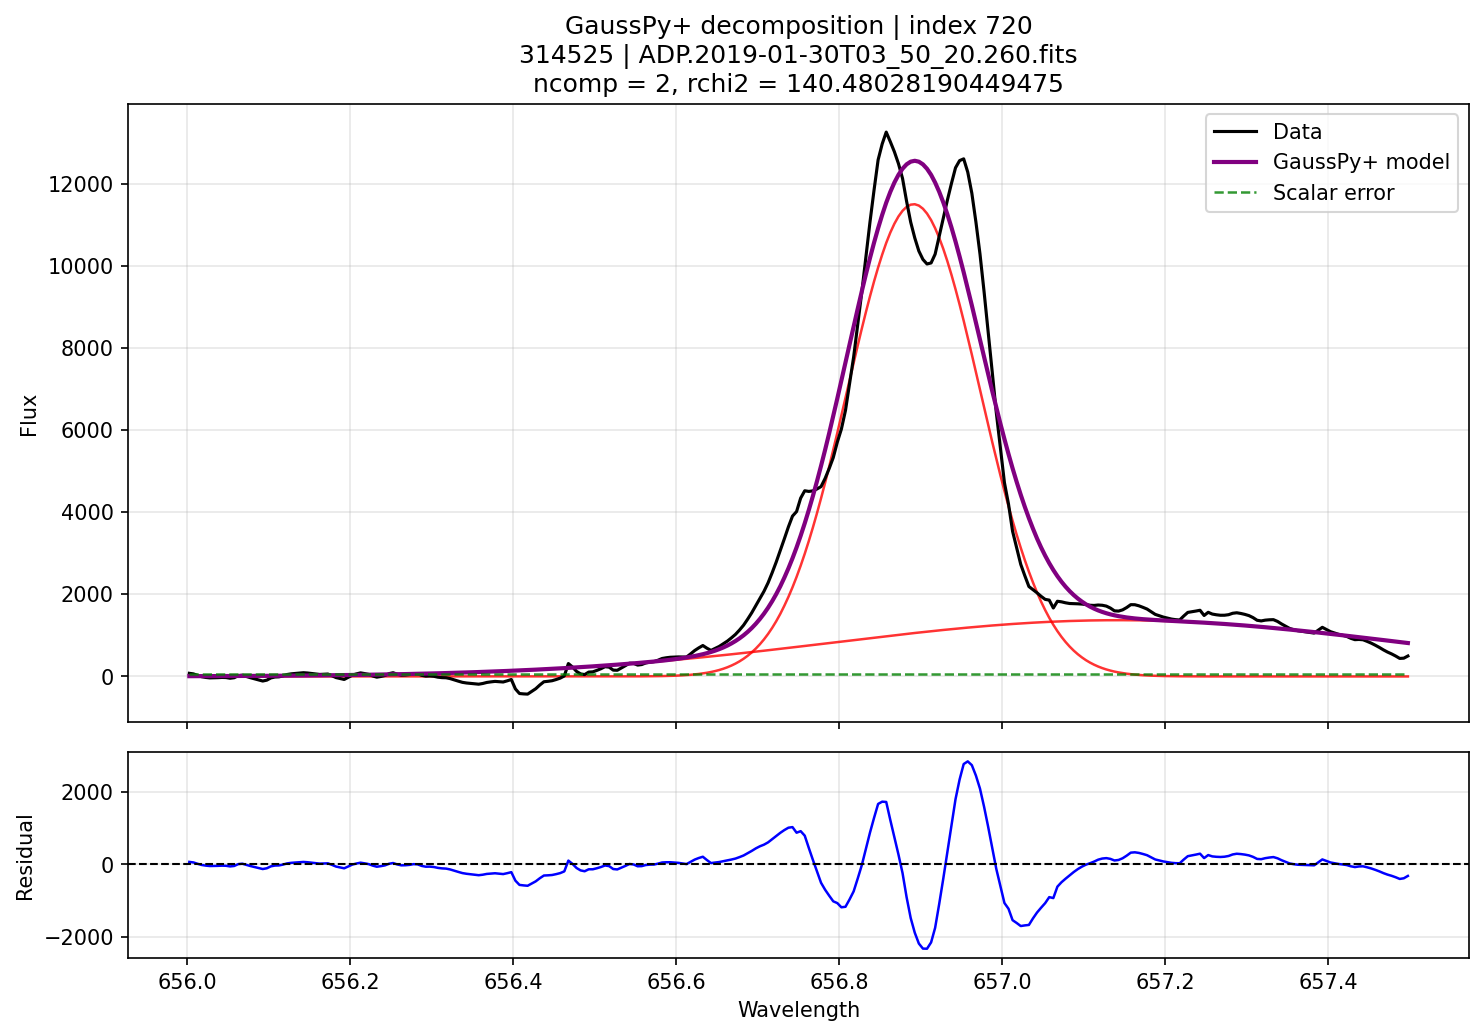 GaussPy+ decomposition | index 720
314525 | ADP.2019-01-30T03_50_20.260.fits
ncomp = 2, rchi2 = 140.48028190449475
Data
GaussPy+ model
Scalar error
Flux
12000
10000
8000
6000
4000
2000
0
Residual
2000
0
−2000
656.0 656.2 656.4 656.6 656.8 657.0 657.2 657.4
Wavelength